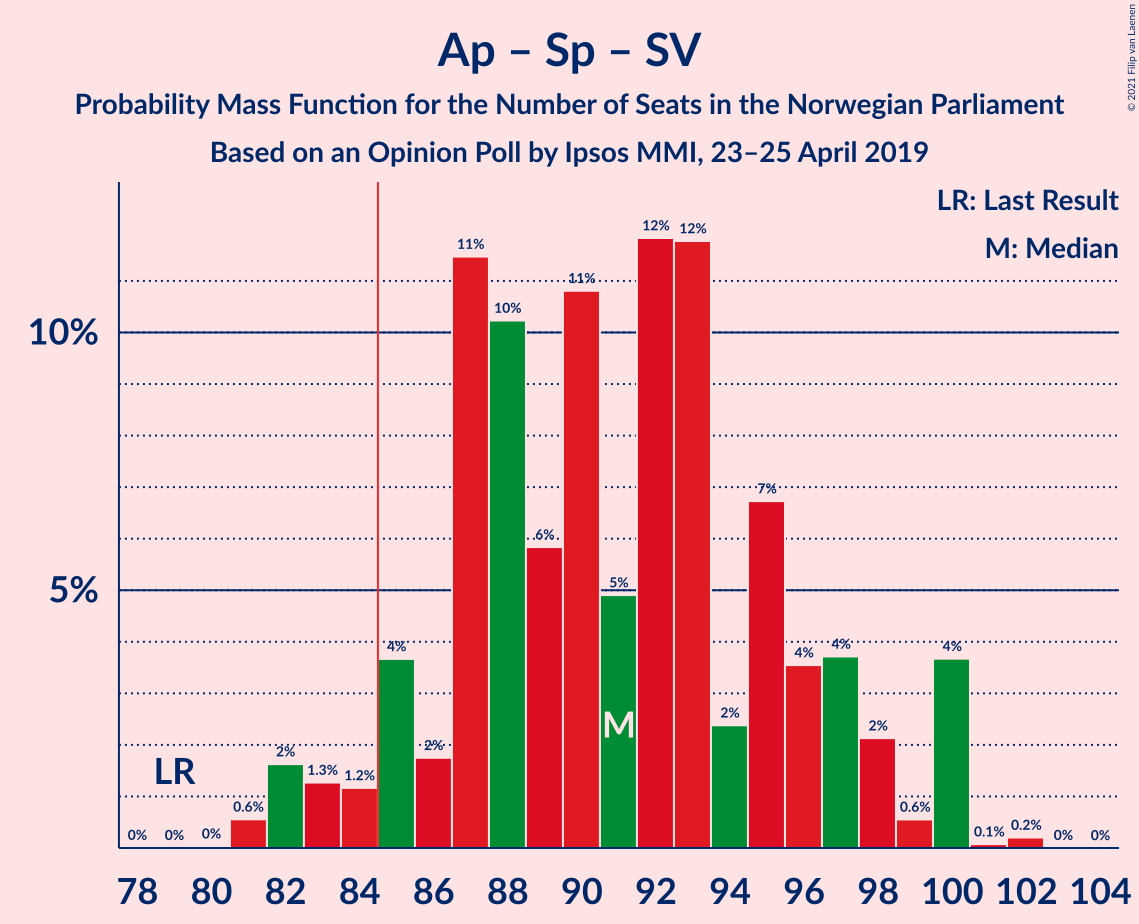 Ap – Sp – SV
Probability Mass Function for the Number of Seats in the Norwegian Parliament
Based on an Opinion Poll by Ipsos MMI, 23–25 April 2019
© 2021 Filip van Laenen
LR: Last Result
M: Median
10%
5%
0% 0% 0% 0.6% 2% 1.3% 1.2% 4% 2% 11% 10% 6% 11% 5% 12% 12% 2% 7% 4% 4% 2% 0.6% 4% 0.1% 0.2% 0% 0%
LR
M
78 80 82 84 86 88 90 92 94 96 98 100 102 104